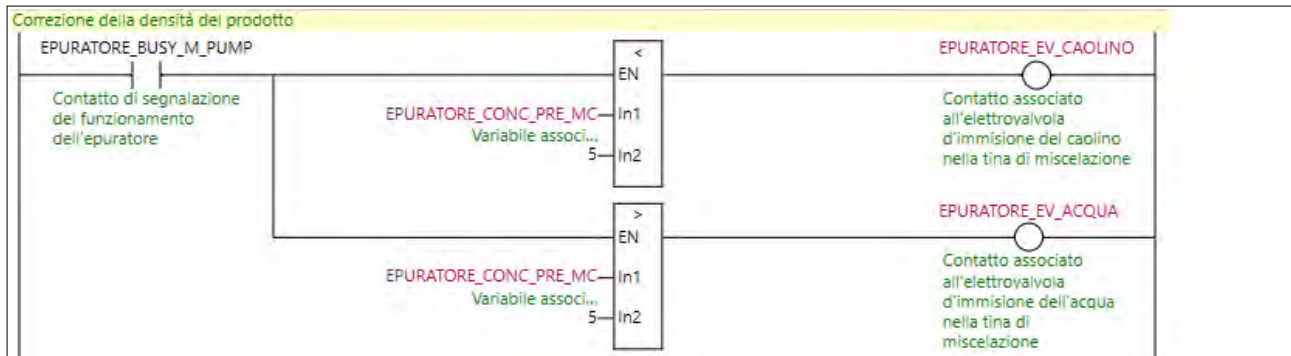 Correzione della densità del prodotto
EPURATORE_BUSY_M_PUMP
Contatto di segnalazione
del funzionamento
dell'epuratore
<
EN
EPURATORE_CONC_PRE_MC
In1
Variabile associ...
5
In2
EPURATORE_EV_CAOLINO
Contatto associato
all'elettrovalvola
d'immisione del caolino
nella tina di miscelazione
>
EN
EPURATORE_CONC_PRE_MC
In1
Variabile associ...
5
In2
EPURATORE_EV_ACQUA
Contatto associato
all'elettrovalvola
d'immisione dell'acqua
nella tina di
miscelazione